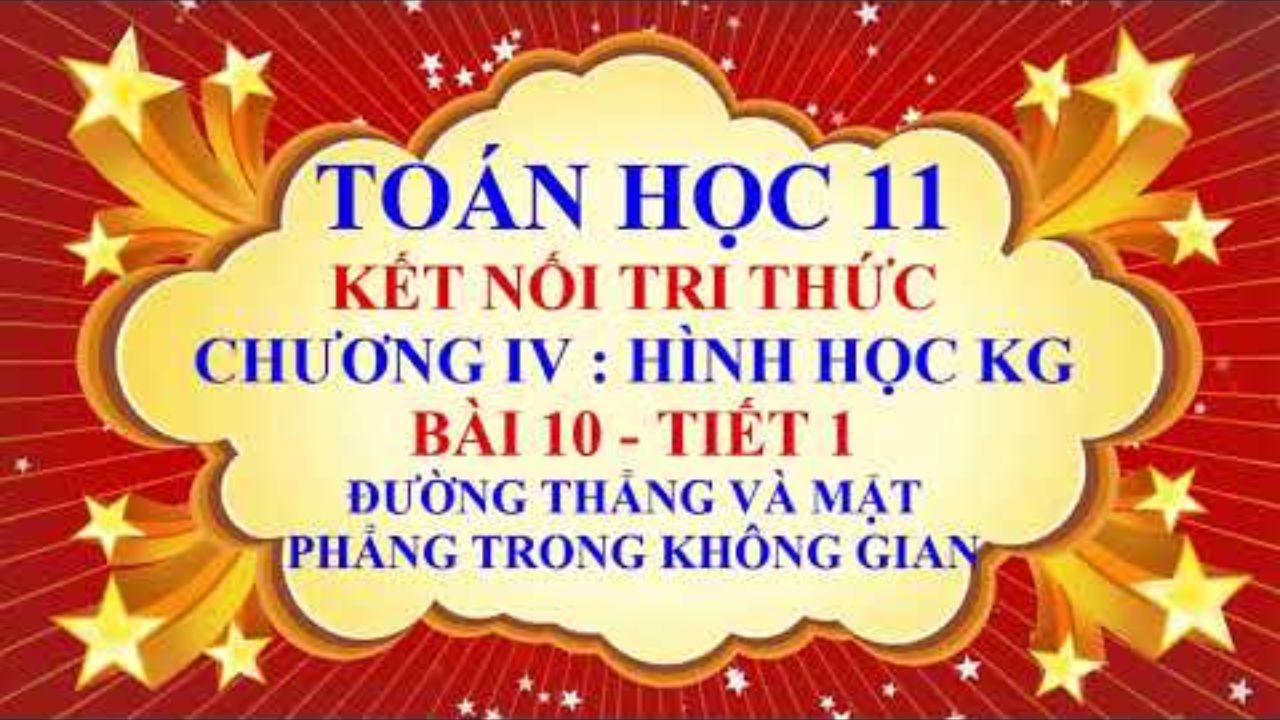 TOÁN HỌC 11
KẾT NỐI TRI THỨC
CHƯƠNG IV : HÌNH HỌC KG
BÀI 10 - TIẾT 1
ĐƯỜNG THẲNG VÀ MẶT
PHẲNG TRONG KHÔNG GIAN